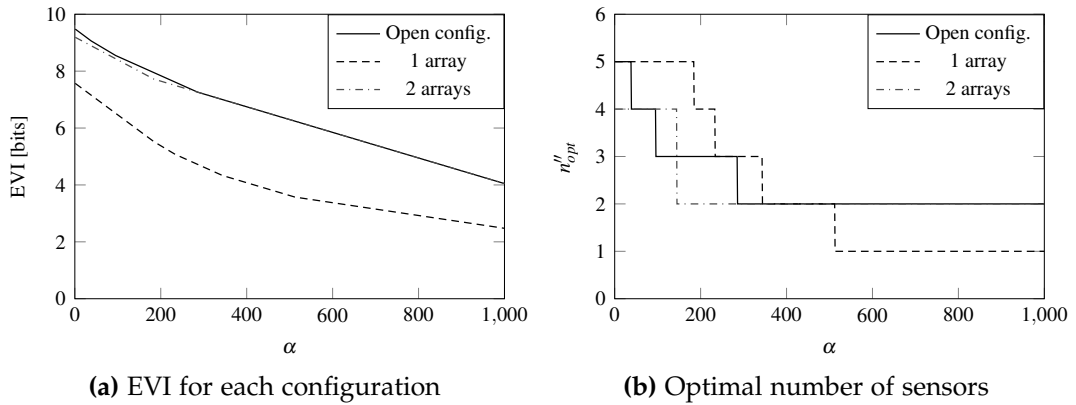 10
8
6
4
2
0
EVI [bits]
0 200 400 600 800 1,000
α
Open config.
1 array
2 arrays
(a) EVI for each configuration
6
5
4
3
2
1
0
n″opt
0 200 400 600 800 1,000
α
Open config.
1 array
2 arrays
(b) Optimal number of sensors